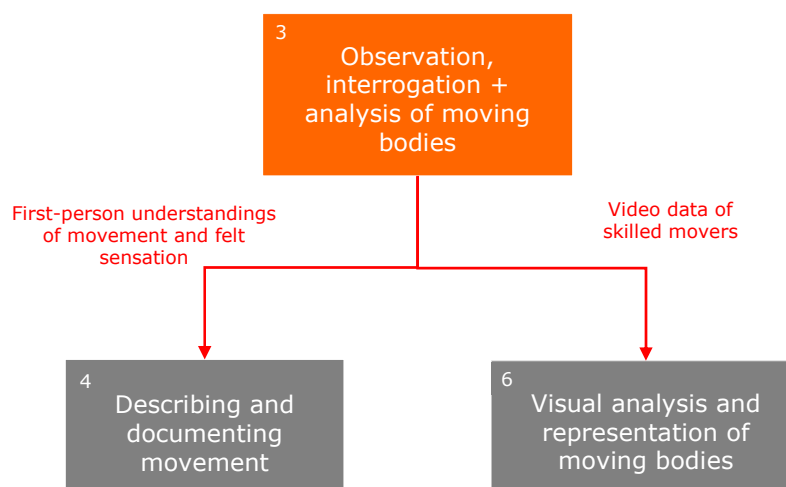 3
Observation,
interrogation +
analysis of moving
bodies
First-person understandings
of movement and felt
sensation
Video data of
skilled movers
4
Describing and
documenting
movement
6
Visual analysis and
representation of
moving bodies